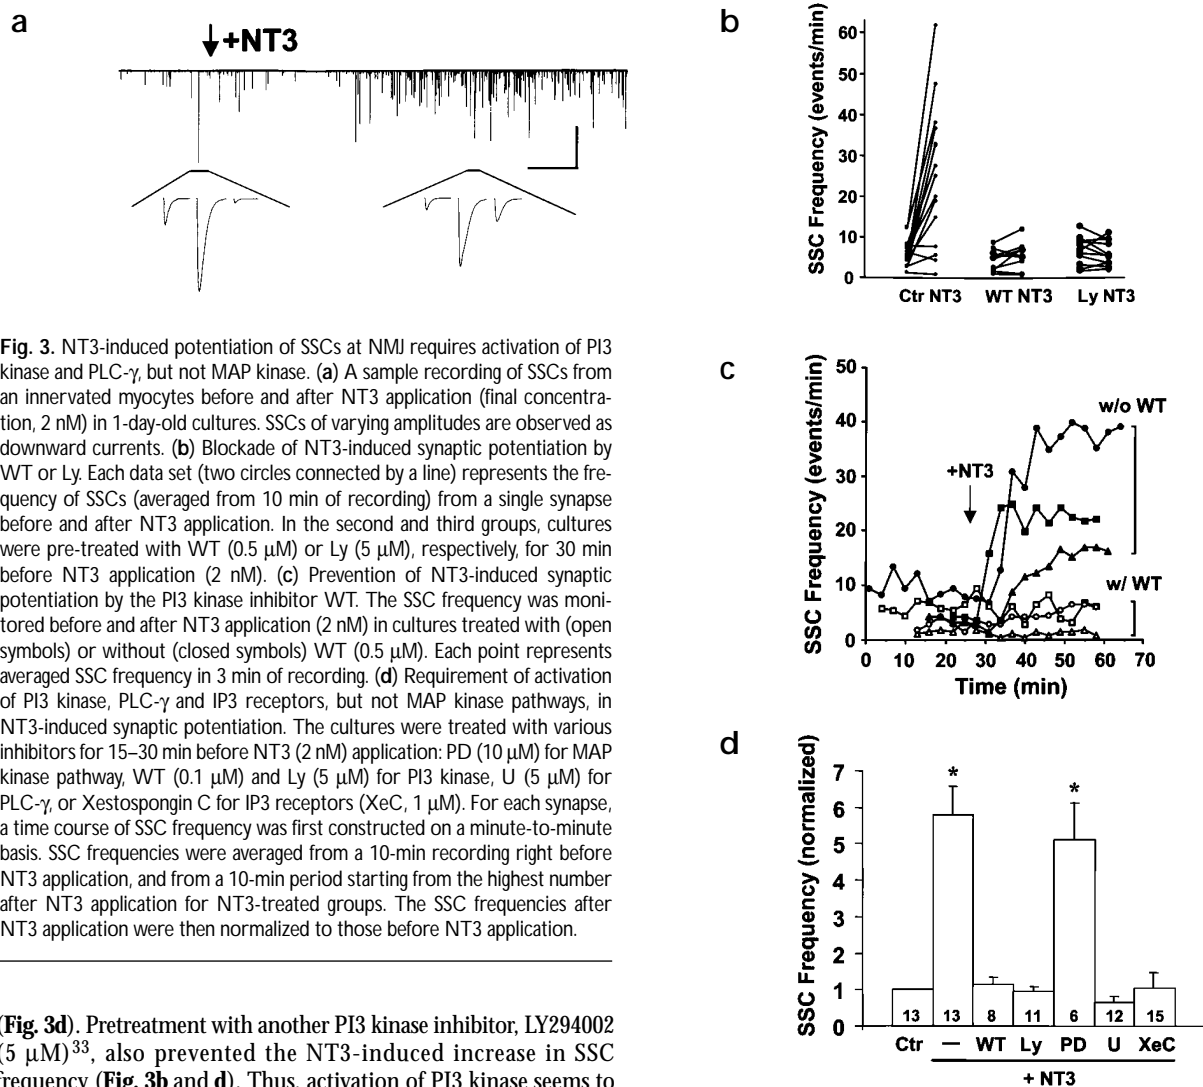 a
+NT3
Fig. 3. NT3-induced potentiation of SSCs at NMJ requires activation of PI3
kinase and PLC-γ, but not MAP kinase. (a) A sample recording of SSCs from
an innervated myocytes before and after NT3 application (final concentra-
tion, 2 nM) in 1-day-old cultures. SSCs of varying amplitudes are observed as
downward currents. (b) Blockade of NT3-induced synaptic potentiation by
WT or Ly. Each data set (two circles connected by a line) represents the fre-
quency of SSCs (averaged from 10 min of recording) from a single synapse
before and after NT3 application. In the second and third groups, cultures
were pre-treated with WT (0.5 μM) or Ly (5 μM), respectively, for 30 min
before NT3 application (2 nM). (c) Prevention of NT3-induced synaptic
potentiation by the PI3 kinase inhibitor WT. The SSC frequency was moni-
tored before and after NT3 application (2 nM) in cultures treated with (open
symbols) or without (closed symbols) WT (0.5 μM). Each point represents
averaged SSC frequency in 3 min of recording. (d) Requirement of activation
of PI3 kinase, PLC-γ and IP3 receptors, but not MAP kinase pathways, in
NT3-induced synaptic potentiation. The cultures were treated with various
inhibitors for 15–30 min before NT3 (2 nM) application: PD (10 μM) for MAP
kinase pathway, WT (0.1 μM) and Ly (5 μM) for PI3 kinase, U (5 μM) for
PLC-γ, or Xestospongin C for IP3 receptors (XeC, 1 μM). For each synapse,
a time course of SSC frequency was first constructed on a minute-to-minute
basis. SSC frequencies were averaged from a 10-min recording right before
NT3 application, and from a 10-min period starting from the highest number
after NT3 application for NT3-treated groups. The SSC frequencies after
NT3 application were then normalized to those before NT3 application.
(Fig. 3d). Pretreatment with another PI3 kinase inhibitor, LY294002
(5 μM)33, also prevented the NT3-induced increase in SSC
frequency (Fig. 3b and d). Thus, activation of PI3 kinase seems to
b
SSC Frequency (events/min)
60
50
40
30
20
10
0
Ctr NT3 WT NT3 Ly NT3
c
SSC Frequency (events/min)
50
40
30
20
10
0
+NT3
w/o WT
w/ WT
0 10 20 30 40 50 60 70
Time (min)
d
SSC Frequency (normalized)
7
6
5
4
3
2
1
0
* *
13 13 8 11 6 12 15
Ctr — WT Ly PD U XeC
+ NT3